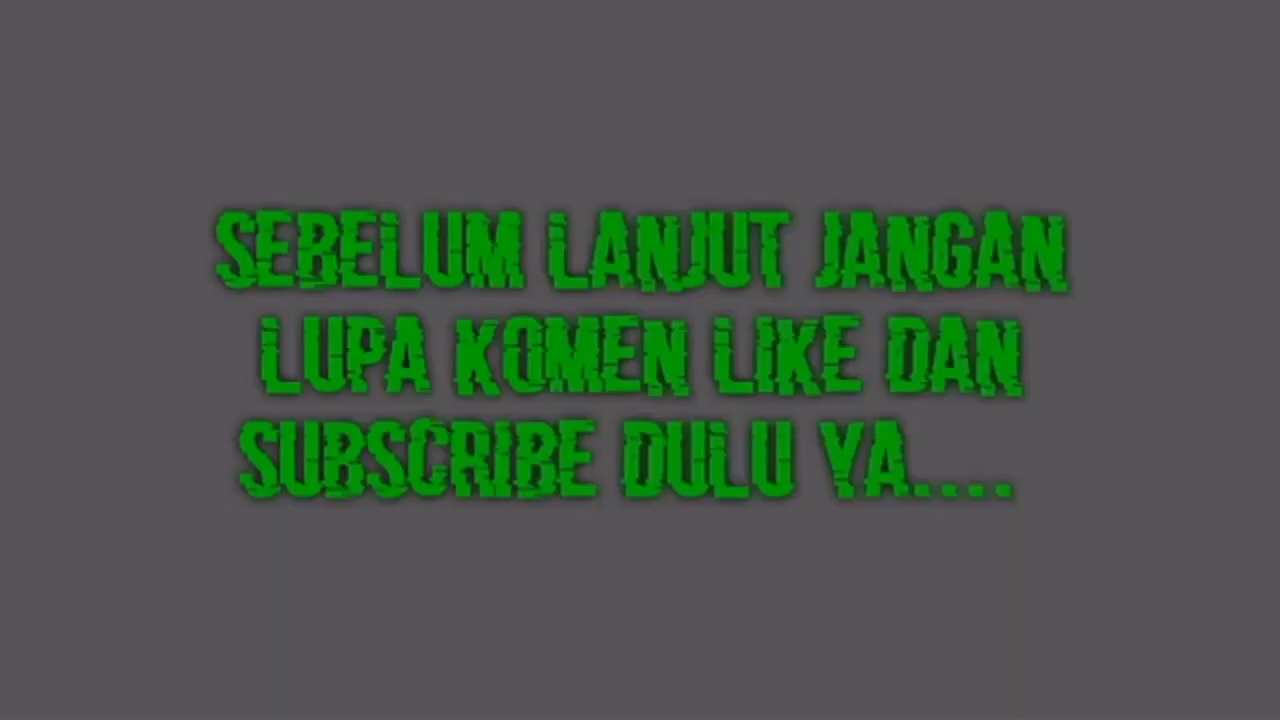 SEBELUM LANJUT JANGAN
LUPA KOMEN LIKE DAN
SUBSCRIBE DULU YA....